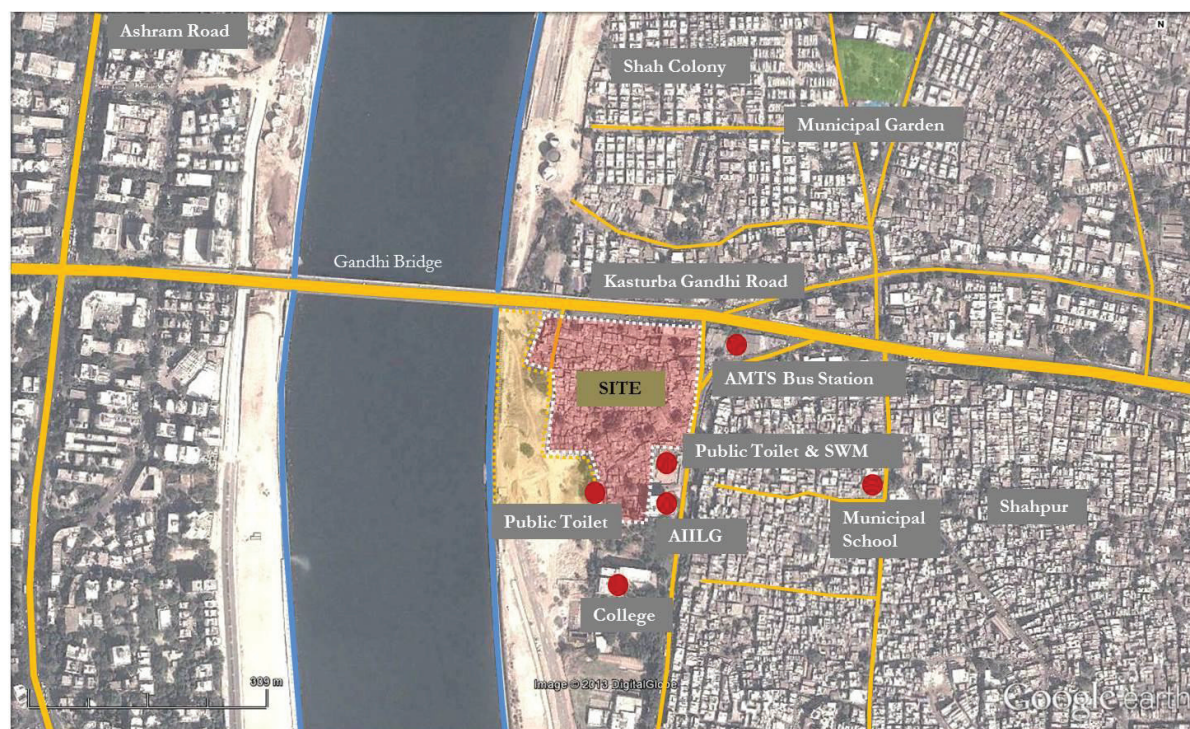 Ashram Road
N
Shah Colony
Municipal Garden
Gandhi Bridge
Kasturba Gandhi Road
SITE
AMTS Bus Station
Public Toilet & SWM
Public Toilet
AIILG
Municipal
School
Shahpur
College
309 m
Image © 2013 DigitalGlobe
Google earth